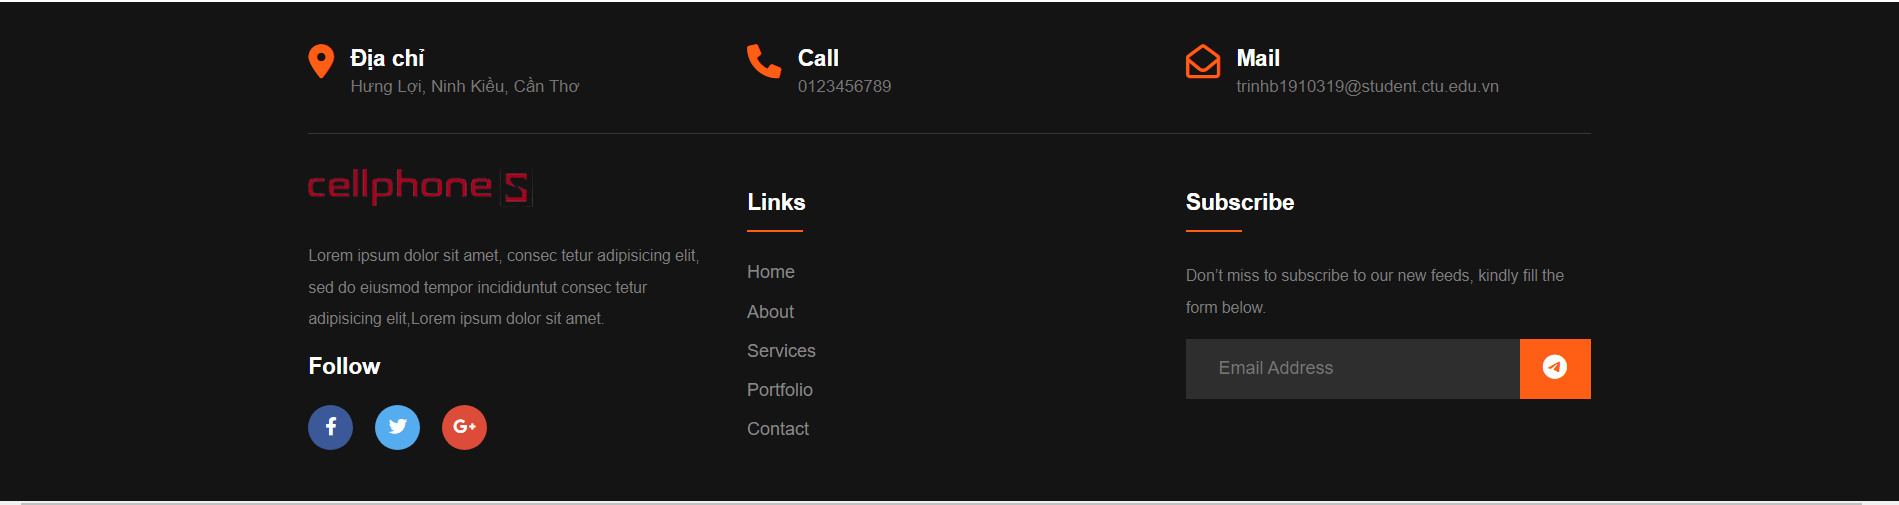 Địa chỉ
Hưng Lợi, Ninh Kiều, Cần Thơ
Call
0123456789
Mail
trinhb1910319@student.ctu.edu.vn
cellphone S
Lorem ipsum dolor sit amet, consec tetur adipisicing elit,
sed do eiusmod tempor incididuntut consec tetur
adipisicing elit,Lorem ipsum dolor sit amet.
Follow
f
G+
Links
Home
About
Services
Portfolio
Contact
Subscribe
Don't miss to subscribe to our new feeds, kindly fill the
form below.
Email Address